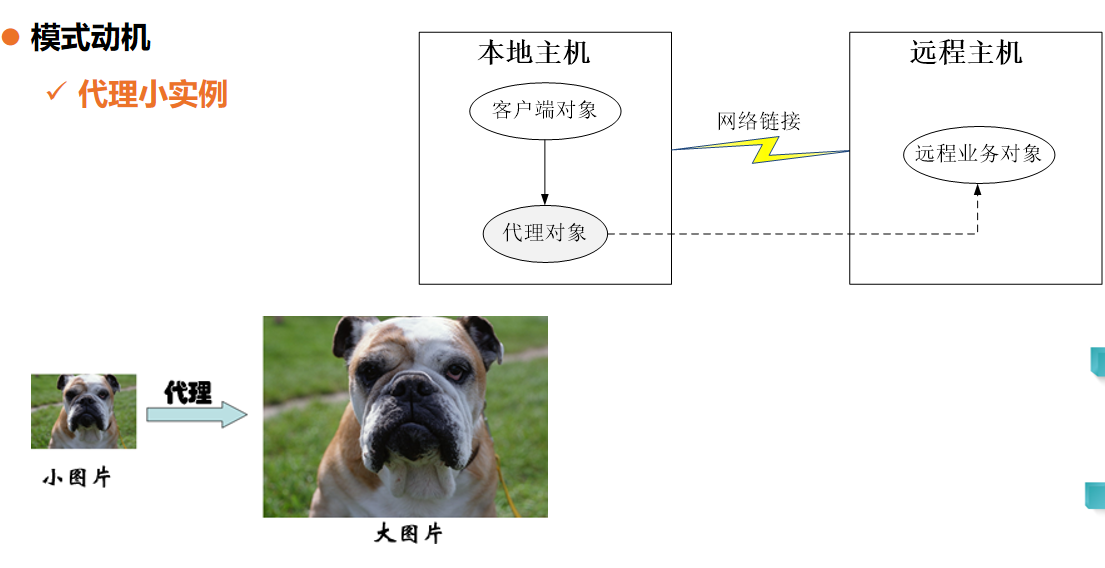 模式动机
代理小实例
本地主机
客户端对象
代理对象
网络链接
远程主机
远程业务对象
代理
小图片
大图片